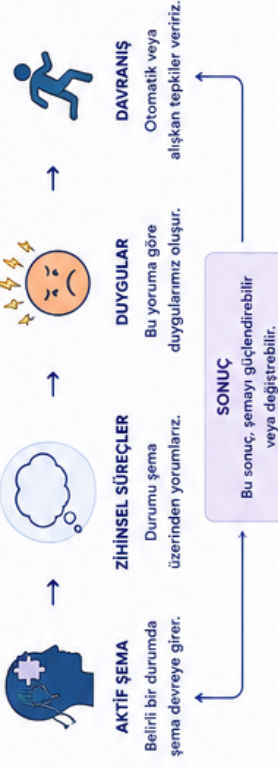 AKTİF ŞEMA
Belirli bir durumda
şema devreye girer.
ZİHİNSEL SÜREÇLER
Durumu şema
üzerinden yorumlarız.
DUYGULAR
Bu yoruma göre
duygularımız oluşur.
DAVRANIŞ
Otomatik veya
alışkan tepkiler veririz.
SONUÇ
Bu sonuç, şemayı güçlendirebilir
veya değiştrebilir.